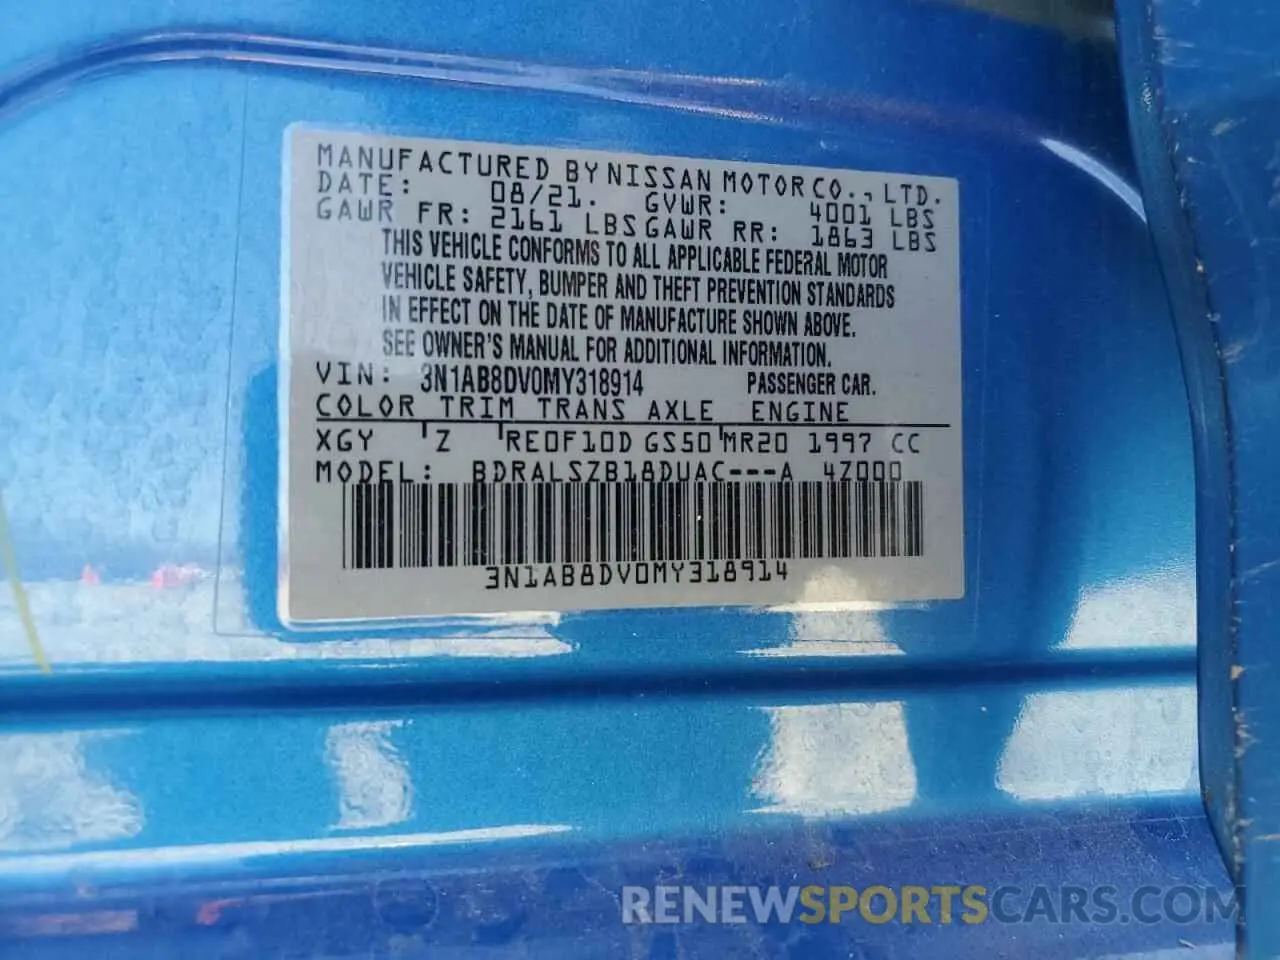 MANUFACTURED BY NISSAN MOTOR CO., LTD.
DATE: 08/21. GVWR: 4001 LBS
GAWR FR: 2161 LBS GAWR RR: 1863 LBS
THIS VEHICLE CONFORMS TO ALL APPLICABLE FEDERAL MOTOR
VEHICLE SAFETY, BUMPER AND THEFT PREVENTION STANDARDS
IN EFFECT ON THE DATE OF MANUFACTURE SHOWN ABOVE.
SEE OWNER'S MANUAL FOR ADDITIONAL INFORMATION.
VIN: 3N1AB8DV0MY318914 PASSENGER CAR.
COLOR TRIM TRANS AXLE ENGINE
XGY Z RE0F10D GS50 MR20 1997 CC
MODEL: BDRALSZB18DUAC---A 4Z000
3N1AB8DV0MY318914
RENEWSPORTSCARS.COM